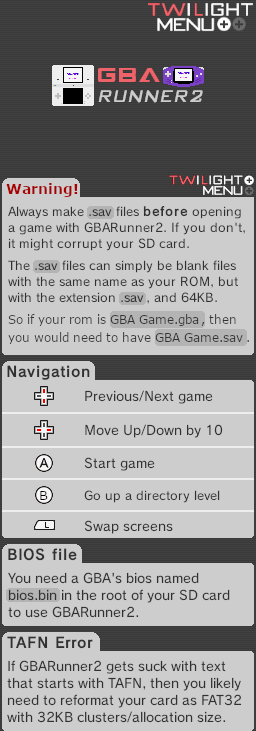 TWILIGHT
MENU++
GBA
RUNNER2
TWILIGHT
MENU++
Warning!
Always make .sav files before opening
a game with GBARunner2. If you don't,
it might corrupt your SD card.
The .sav files can simply be blank files
with the same name as your ROM, but
with the extension .sav, and 64KB.
So if your rom is GBA Game.gba, then
you would need to have GBA Game.sav.
Navigation
Previous/Next game
Move Up/Down by 10
A Start game
B Go up a directory level
L Swap screens
BIOS file
You need a GBA's bios named
bios.bin in the root of your SD card
to use GBARunner2.
TAFN Error
If GBARunner2 gets suck with text
that starts with TAFN, then you likely
need to reformat your card as FAT32
with 32KB clusters/allocation size.